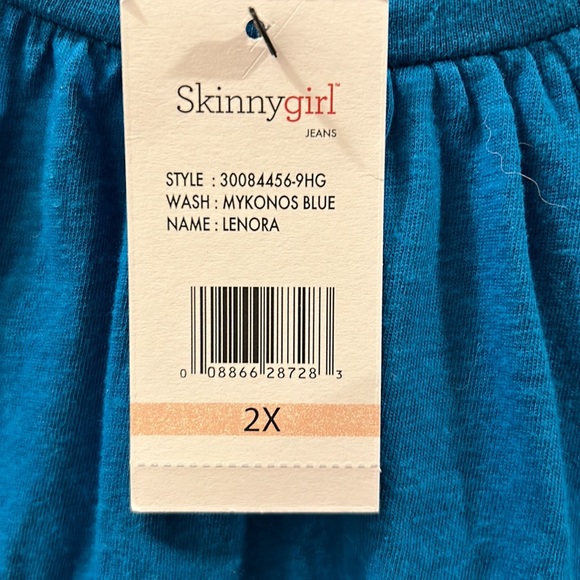 Skinnygirl™
JEANS
STYLE : 30084456-9HG
WASH : MYKONOS BLUE
NAME : LENORA
0 08866 28728 3
2X